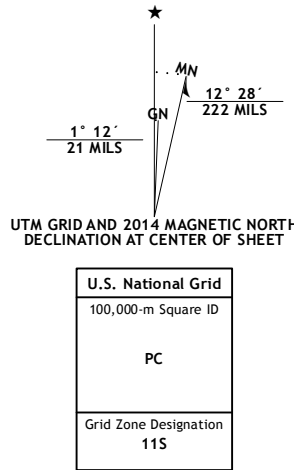 MN
GN
12° 28´
222 MILS
1° 12´
21 MILS
UTM GRID AND 2014 MAGNETIC NORTH
DECLINATION AT CENTER OF SHEET
U.S. National Grid
100,000-m Square ID
PC
Grid Zone Designation
11S